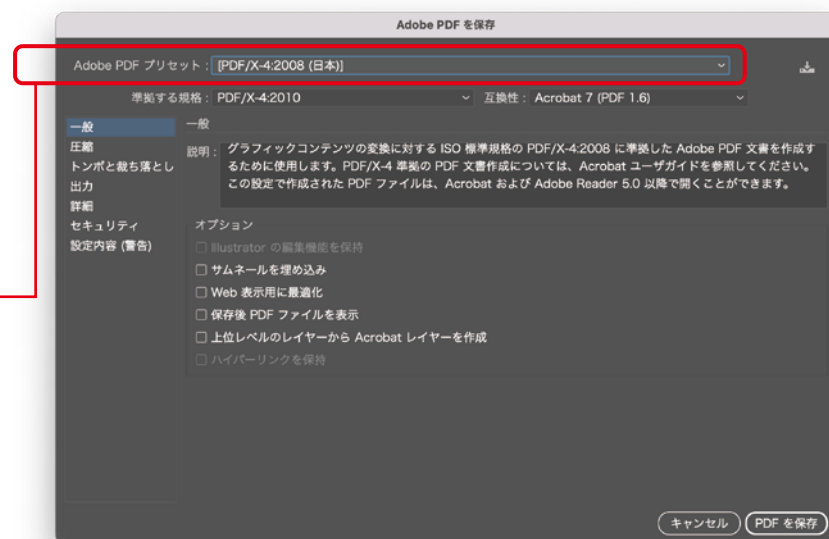 Adobe PDF を保存
Adobe PDF プリセット : [PDF/X-4:2008 (日本)]
準拠する規格 : PDF/X-4:2010 互換性 : Acrobat 7 (PDF 1.6)
一般
圧縮
トンボと裁ち落とし
出力
詳細
セキュリティ
設定内容 (警告)
一般
説明 : グラフィックコンテンツの変換に対する ISO 標準規格の PDF/X-4:2008 に準拠した Adobe PDF 文書を作成す
るために使用します。PDF/X-4 準拠の PDF 文書作成については、Acrobat ユーザガイドを参照してください。
この設定で作成された PDF ファイルは、Acrobat および Adobe Reader 5.0 以降で開くことができます。
オプション
Illustrator の編集機能を保持
サムネールを埋め込み
Web 表示用に最適化
保存後 PDF ファイルを表示
上位レベルのレイヤーから Acrobat レイヤーを作成
ハイパーリンクを保持
キャンセル PDF を保存